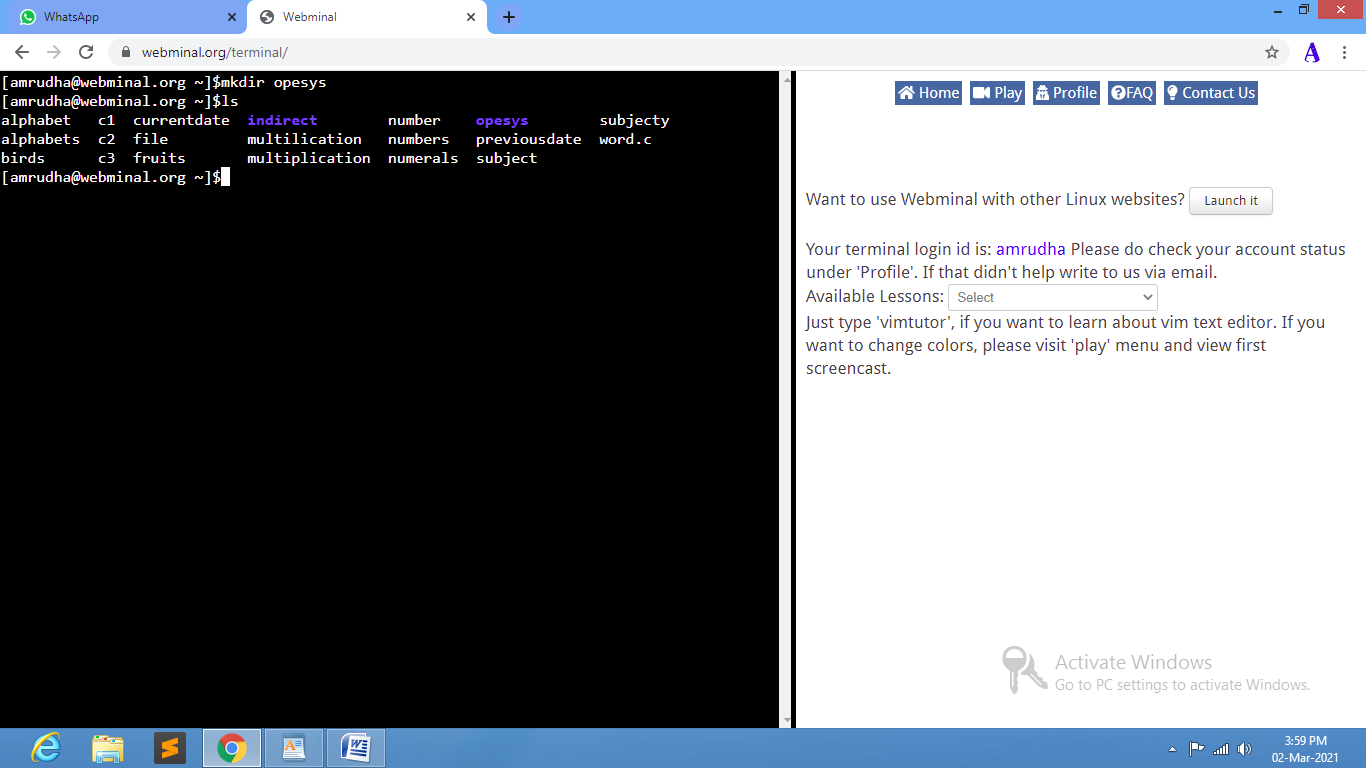 WhatsApp
Webminal
webminal.org/terminal/
[amrudha@webminal.org ~]$mkdir opesys
[amrudha@webminal.org ~]$ls
alphabet c1 currentdate indirect number opesys subjecty
alphabets c2 file multilication numbers previousdate word.c
birds c3 fruits multiplication numerals subject
[amrudha@webminal.org ~]$
Home Play Profile FAQ Contact Us
Want to use Webminal with other Linux websites? Launch it
Your terminal login id is: amrudha Please do check your account status
under 'Profile'. If that didn't help write to us via email.
Available Lessons: Select
Just type 'vimtutor', if you want to learn about vim text editor. If you
want to change colors, please visit 'play' menu and view first
screencast.
Activate Windows
Go to PC settings to activate Windows.
3:59 PM
02-Mar-2021